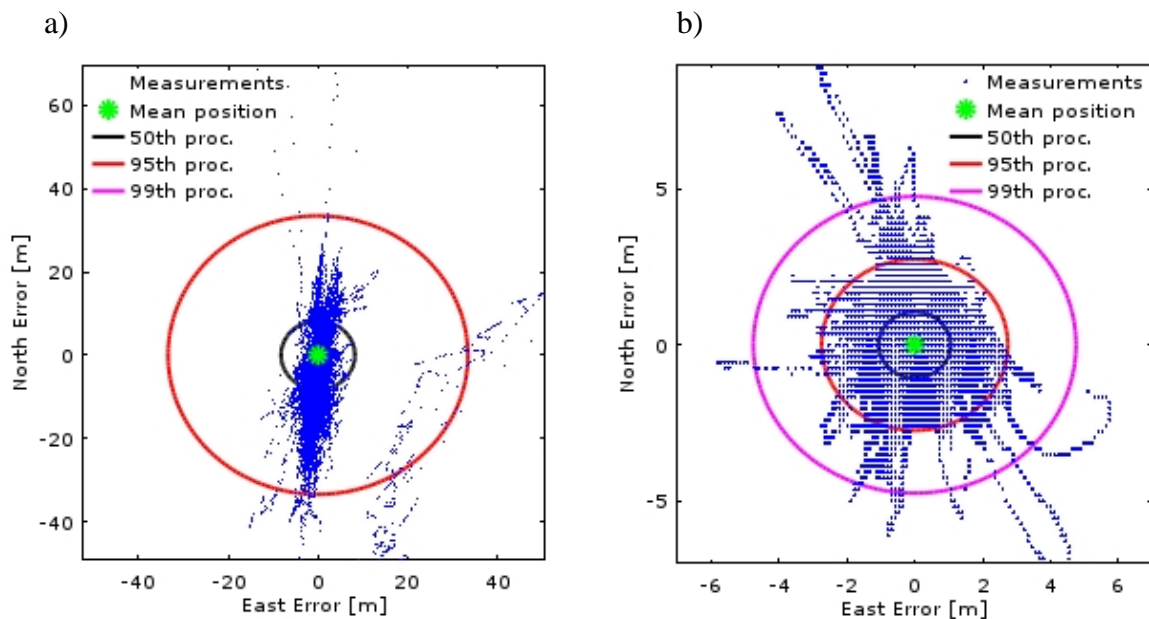 a)
Measurements
Mean position
50th proc.
95th proc.
99th proc.
60
40
20
0
-20
-40
North Error [m]
-40 -20 0 20 40
East Error [m]
b)
Measurements
Mean position
50th proc.
95th proc.
99th proc.
5
0
-5
North Error [m]
-6 -4 -2 0 2 4 6
East Error [m]